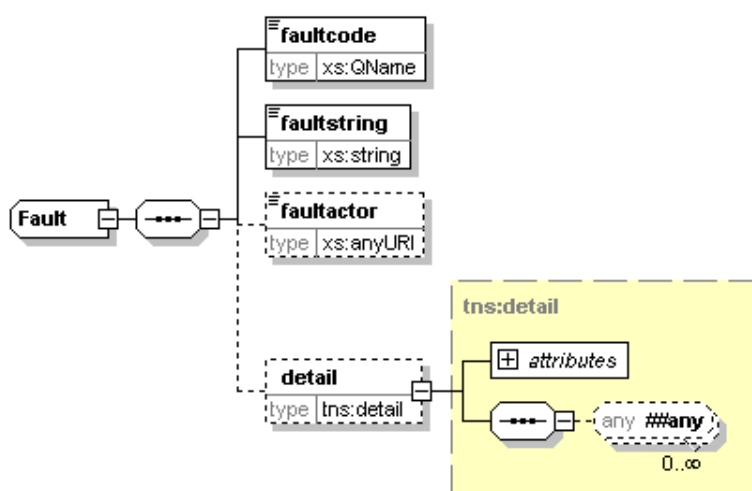 faultcode
type xs:QName
faultstring
type xs:string
Fault
faultactor
type xs:anyURI
tns:detail
attributes
detail
type tns:detail
any ##any
0..∞